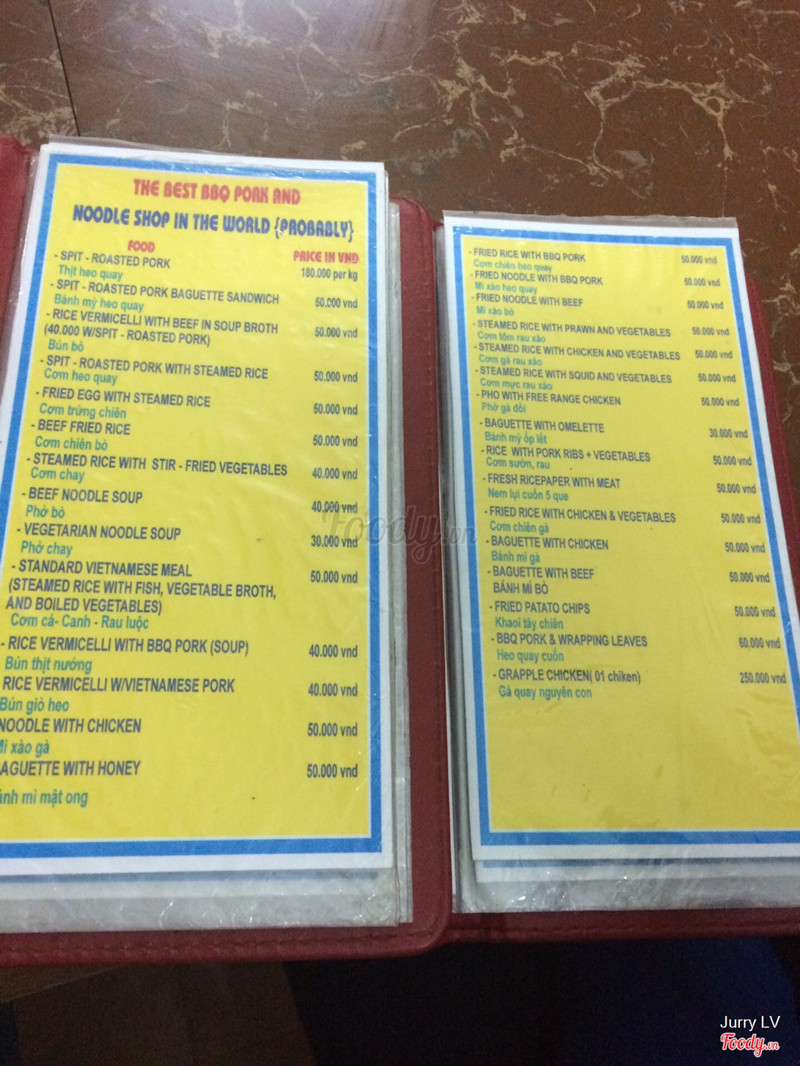 THE BEST BBQ PORK AND
NOODLE SHOP IN THE WORLD {PROBABLY}
FOOD PRICE IN VND
- SPIT - ROASTED PORK 180.000 per kg
Thịt heo quay
- SPIT - ROASTED PORK BAGUETTE SANDWICH 50.000 vnd
Bánh mỳ heo quay
- RICE VERMICELLI WITH BEEF IN SOUP BROTH 50.000 vnd
(40.000 W/SPIT - ROASTED PORK)
Bún bò
- SPIT - ROASTED PORK WITH STEAMED RICE 50.000 vnd
Cơm heo quay
- FRIED EGG WITH STEAMED RICE 50.000 vnd
Cơm trứng chiên
- BEEF FRIED RICE 50.000 vnd
Cơm chiên bò
- STEAMED RICE WITH STIR - FRIED VEGETABLES 40.000 vnd
Cơm chay
- BEEF NOODLE SOUP 40.000 vnd
Phở bò
- VEGETARIAN NOODLE SOUP 30.000 vnd
Phở chay
- STANDARD VIETNAMESE MEAL 50.000 vnd
(STEAMED RICE WITH FISH, VEGETABLE BROTH,
AND BOILED VEGETABLES)
Cơm cá- Canh - Rau luộc
- RICE VERMICELLI WITH BBQ PORK (SOUP) 40.000 vnd
Bún thịt nướng
RICE VERMICELLI W/VIETNAMESE PORK 40.000 vnd
Bún giò heo
NOODLE WITH CHICKEN 50.000 vnd
Mì xào gà
AGUETTE WITH HONEY 50.000 vnd
ánh mì mật ong
- FRIED RICE WITH BBQ PORK 50.000 vnd
Cơm chiên heo quay
- FRIED NOODLE WITH BBQ PORK 50.000 vnd
Mì xào heo quay
- FRIED NOODLE WITH BEEF 50.000 vnd
Mì xào bò
- STEAMED RICE WITH PRAWN AND VEGETABLES 50.000 vnd
Cơm tôm rau xào
- STEAMED RICE WITH CHICKEN AND VEGETABLES 50.000 vnd
Cơm gà rau xào
- STEAMED RICE WITH SQUID AND VEGETABLES 50.000 vnd
Cơm mực rau xào
- PHO WITH FREE RANGE CHICKEN 50.000 vnd
Phở gà đồi
- BAGUETTE WITH OMELETTE 30.000 vnd
Bánh mỳ ốp lết
- RICE WITH PORK RIBS + VEGETABLES 50.000 vnd
Cơm sườn, rau
- FRESH RICEPAPER WITH MEAT 50.000 vnd
Nem lụi cuốn 5 que
- FRIED RICE WITH CHICKEN & VEGETABLES 50.000 vnd
Cơm chiên gà
- BAGUETTE WITH CHICKEN 50.000 vnd
Bánh mì gà
- BAGUETTE WITH BEEF 50.000 vnd
BÁNH MÌ BÒ
- FRIED PATATO CHIPS 50.000 vnd
Khaoi tây chiên
- BBQ PORK & WRAPPING LEAVES 60.000 vnd
Heo quay cuốn
- GRAPPLE CHICKEN( 01 chiken) 250.000 vnd
Gà quay nguyên con
Foody.vn
Jurry LV
Foody.vn